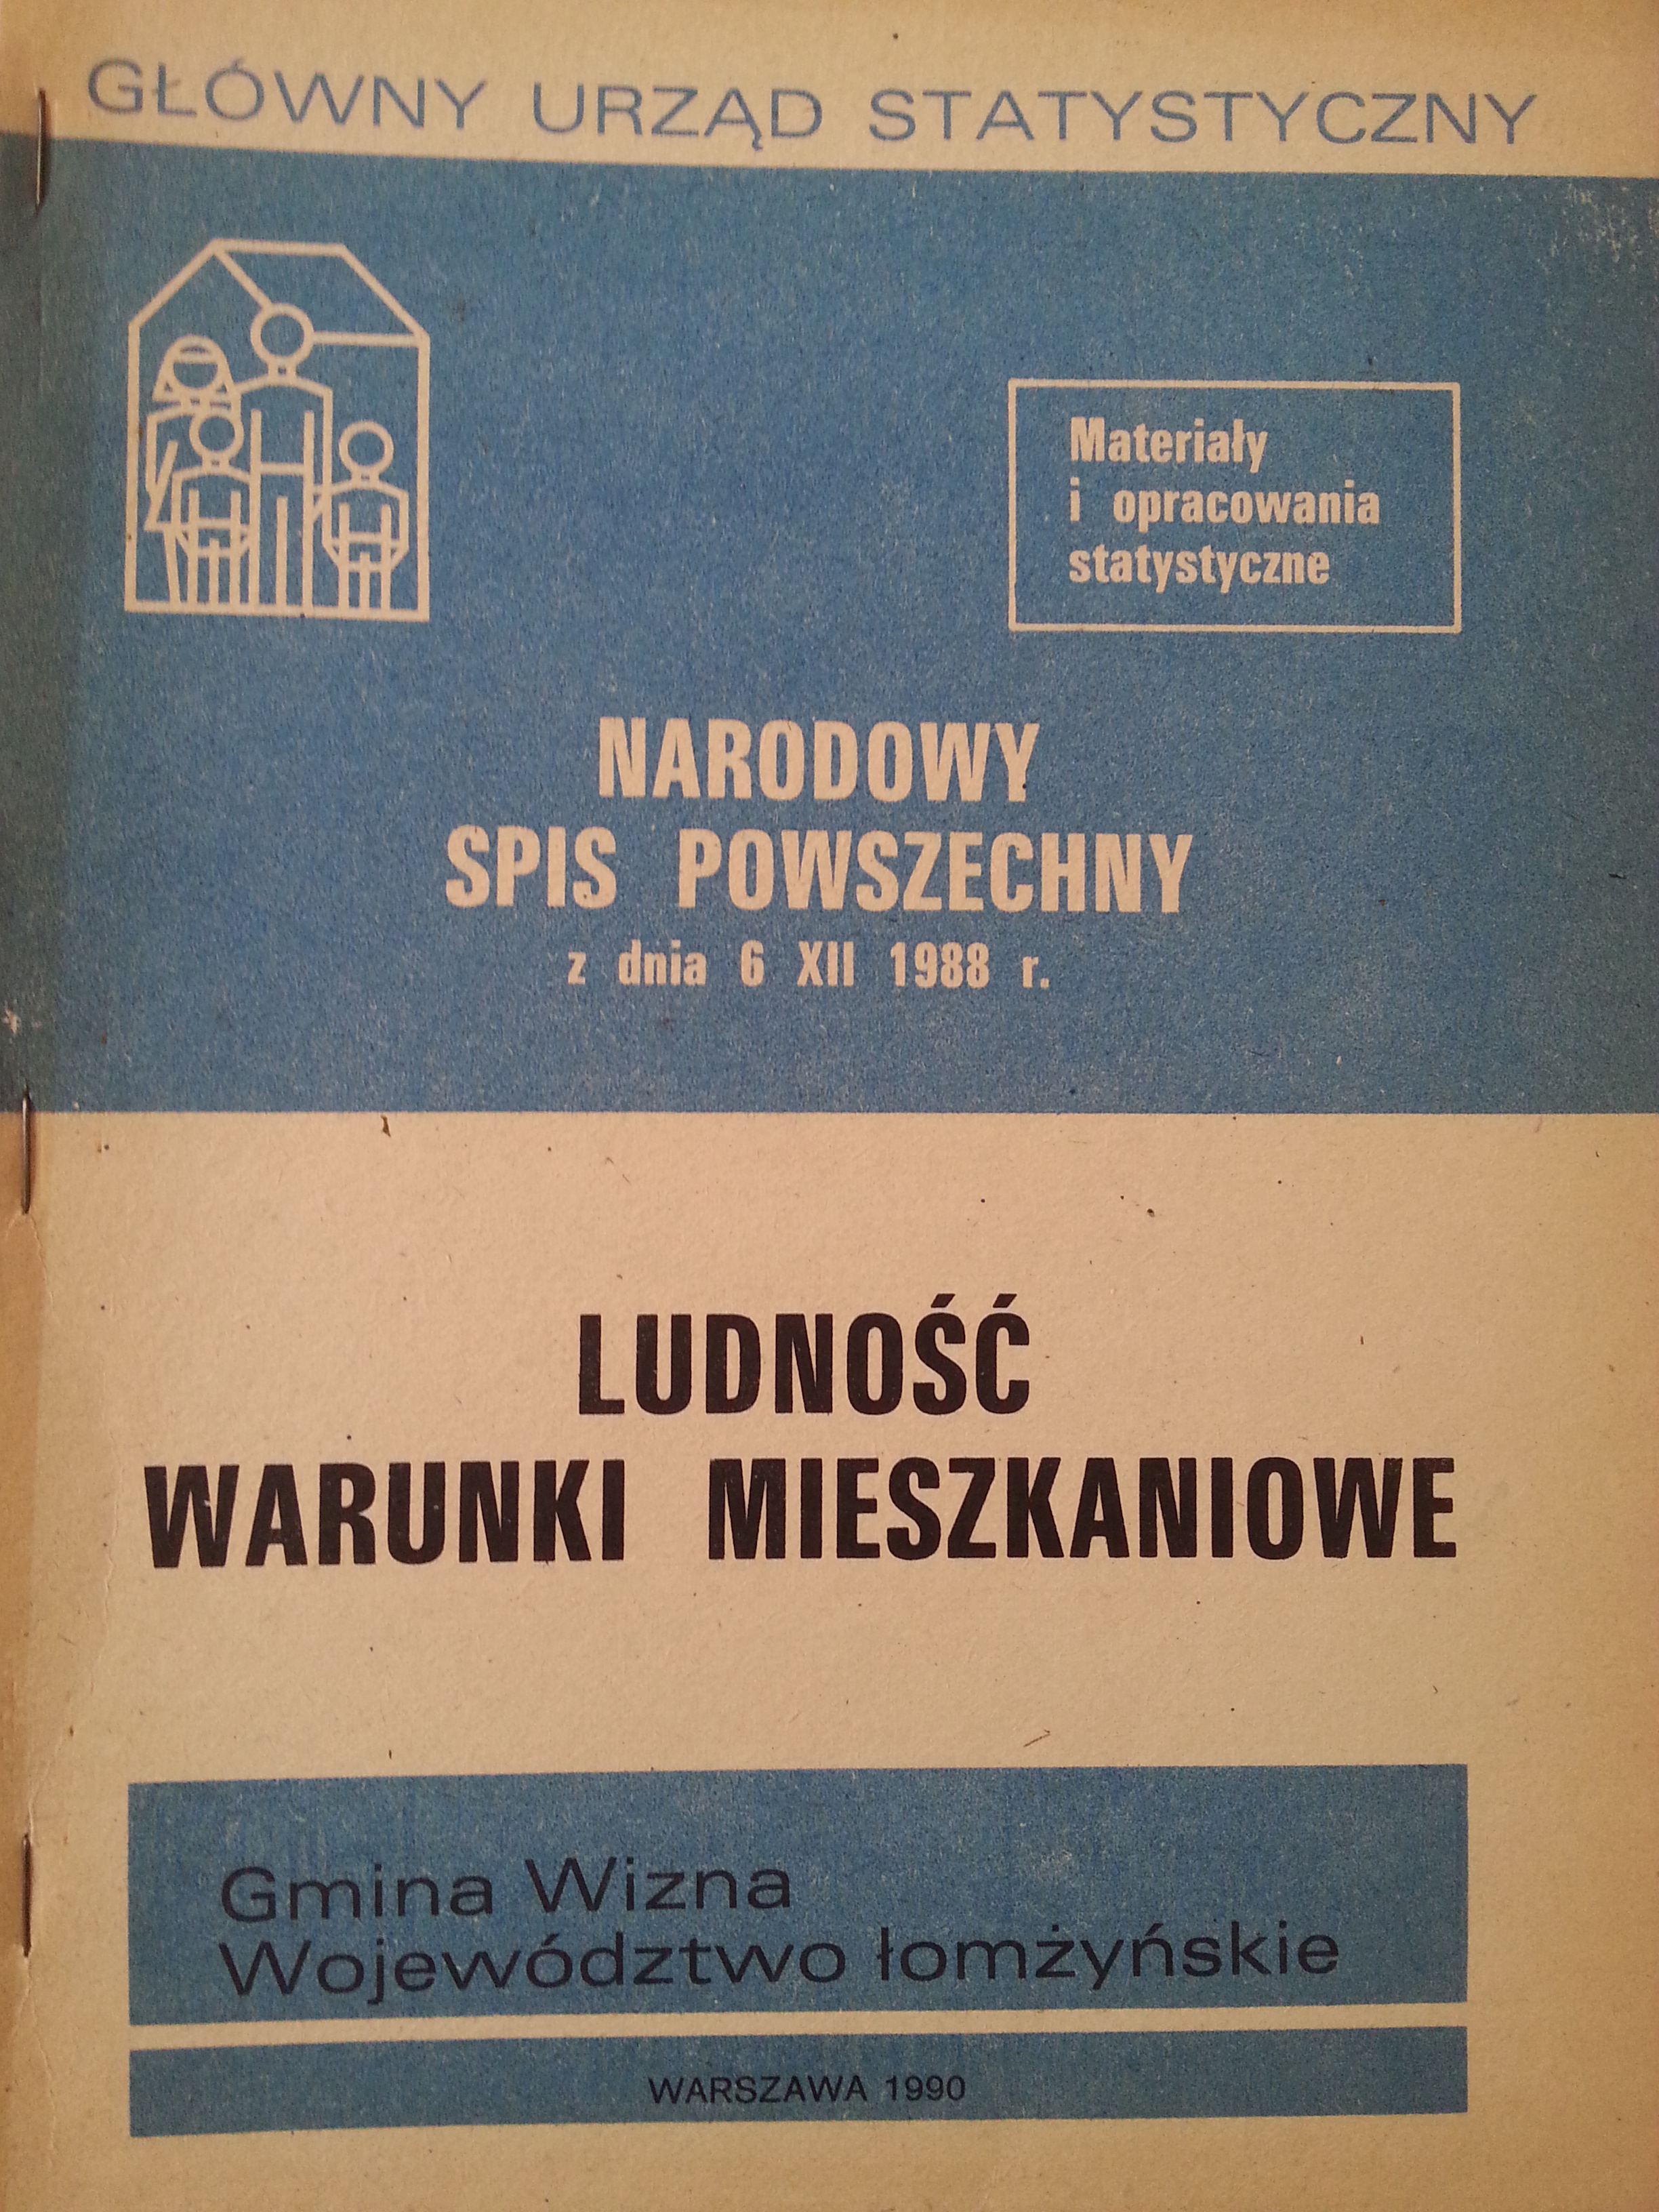 GŁÓWNY URZĄD STATYSTYCZNY
Materiały
i opracowania
statystyczne
NARODOWY
SPIS POWSZECHNY
z dnia 6 XII 1988 r.
LUDNOŚĆ
WARUNKI MIESZKANIOWE
Gmina Wizna
Województwo łomżyńskie
WARSZAWA 1990